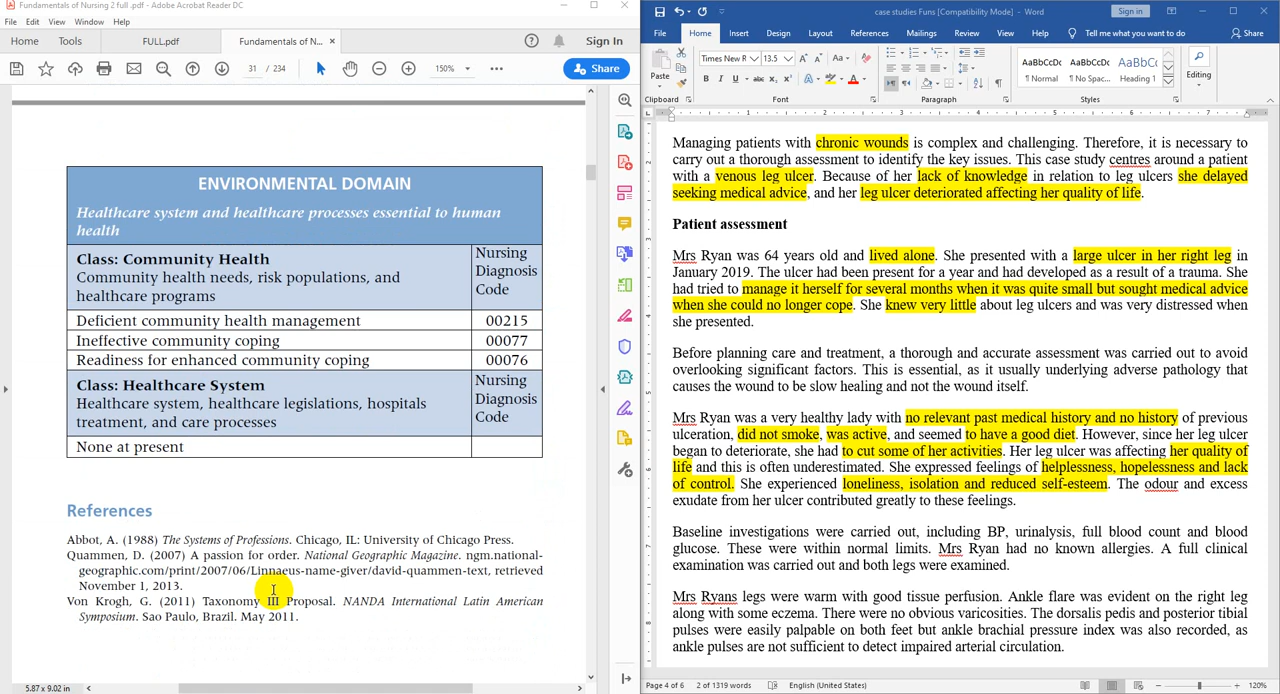 Fundamentals of Nursing 2 full .pdf - Adobe Acrobat Reader DC
File Edit View Window Help
Home Tools FULL.pdf Fundamentals of N... × Sign In
31 / 234 150% Share
ENVIRONMENTAL DOMAIN
Healthcare system and healthcare processes essential to human
health
Class: Community Health
Community health needs, risk populations, and
healthcare programs
Nursing
Diagnosis
Code
Deficient community health management 00215
Ineffective community coping 00077
Readiness for enhanced community coping 00076
Class: Healthcare System
Healthcare system, healthcare legislations, hospitals
treatment, and care processes
Nursing
Diagnosis
Code
None at present
References
Abbot, A. (1988) The Systems of Professions. Chicago, IL: University of Chicago Press.
Quammen, D. (2007) A passion for order. National Geographic Magazine. ngm.national-
geographic.com/print/2007/06/Linnaeus-name-giver/david-quammen-text, retrieved
November 1, 2013.
Von Krogh, G. (2011) Taxonomy III Proposal. NANDA International Latin American
Symposium. Sao Paulo, Brazil. May 2011.
5.87 x 9.02 in
case studies Funs [Compatibility Mode] - Word
Sign in
File Home Insert Design Layout References Mailings Review View Help Tell me what you want to do Share
Paste
Times New R 13.5
AaBbCcDc AaBbCcDc AaBbC
¶ Normal ¶ No Spac... Heading 1
Editing
Clipboard Font Paragraph Styles
Managing patients with chronic wounds is complex and challenging. Therefore, it is necessary to
carry out a thorough assessment to identify the key issues. This case study centres around a patient
with a venous leg ulcer. Because of her lack of knowledge in relation to leg ulcers she delayed
seeking medical advice, and her leg ulcer deteriorated affecting her quality of life.
Patient assessment
Mrs Ryan was 64 years old and lived alone. She presented with a large ulcer in her right leg in
January 2019. The ulcer had been present for a year and had developed as a result of a trauma. She
had tried to manage it herself for several months when it was quite small but sought medical advice
when she could no longer cope. She knew very little about leg ulcers and was very distressed when
she presented.
Before planning care and treatment, a thorough and accurate assessment was carried out to avoid
overlooking significant factors. This is essential, as it usually underlying adverse pathology that
causes the wound to be slow healing and not the wound itself.
Mrs Ryan was a very healthy lady with no relevant past medical history and no history of previous
ulceration, did not smoke, was active, and seemed to have a good diet. However, since her leg ulcer
began to deteriorate, she had to cut some of her activities. Her leg ulcer was affecting her quality of
life and this is often underestimated. She expressed feelings of helplessness, hopelessness and lack
of control. She experienced loneliness, isolation and reduced self-esteem. The odour and excess
exudate from her ulcer contributed greatly to these feelings.
Baseline investigations were carried out, including BP, urinalysis, full blood count and blood
glucose. These were within normal limits. Mrs Ryan had no known allergies. A full clinical
examination was carried out and both legs were examined.
Mrs Ryans legs were warm with good tissue perfusion. Ankle flare was evident on the right leg
along with some eczema. There were no obvious varicosities. The dorsalis pedis and posterior tibial
pulses were easily palpable on both feet but ankle brachial pressure index was also recorded, as
ankle pulses are not sufficient to detect impaired arterial circulation.
Page 4 of 6 2 of 1319 words English (United States) 120%